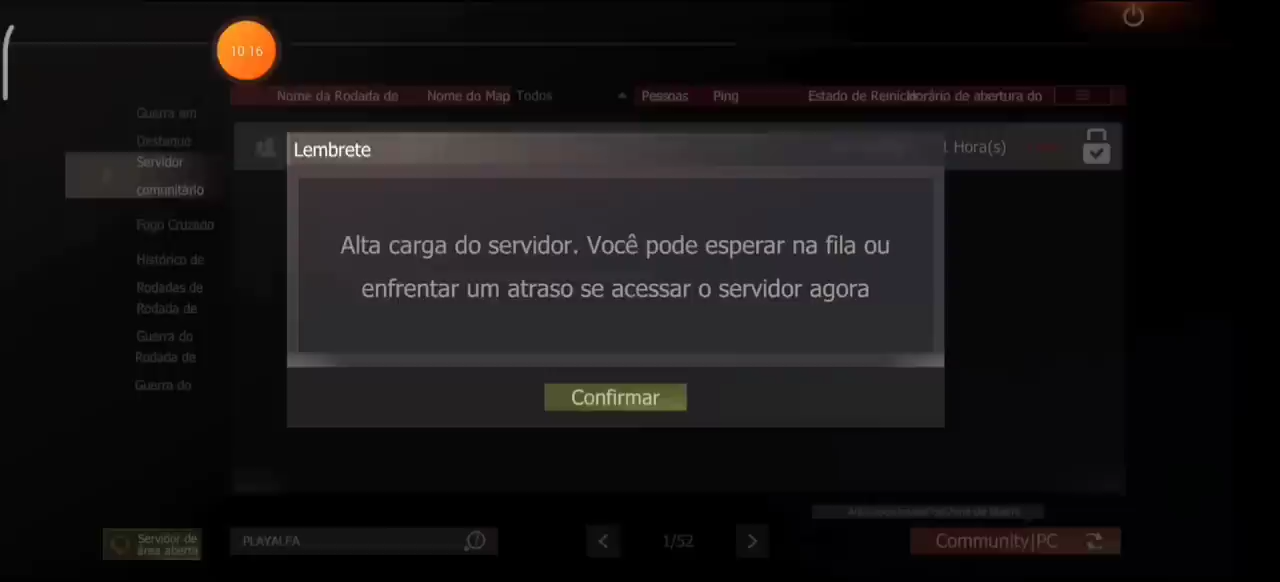 10 16
Nome da Rodada de Nome do Map Todos Pessoas Ping Estado de Reinício Horário de abertura do
Guerra em
Destaque
Servidor
comunitário
Fogo Cruzado
Histórico de
Rodadas de
Rodada de
Guerra do
Rodada de
Guerra do
1 Hora(s)
Lembrete
Alta carga do servidor. Você pode esperar na fila ou
enfrentar um atraso se acessar o servidor agora
Confirmar
Servidor de
área aberta
PLAYALFA
1/52
Community|PC